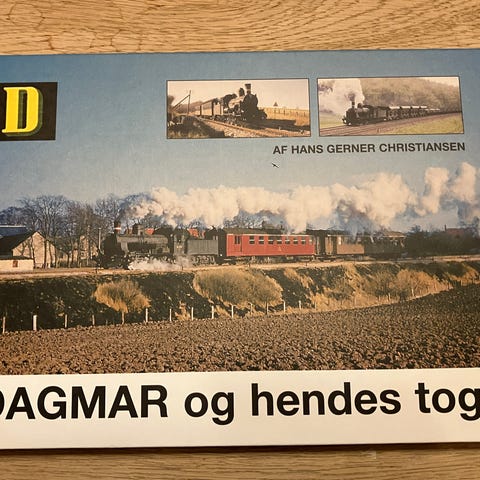 D
AF HANS GERNER CHRISTIANSEN
DAGMAR og hendes tog